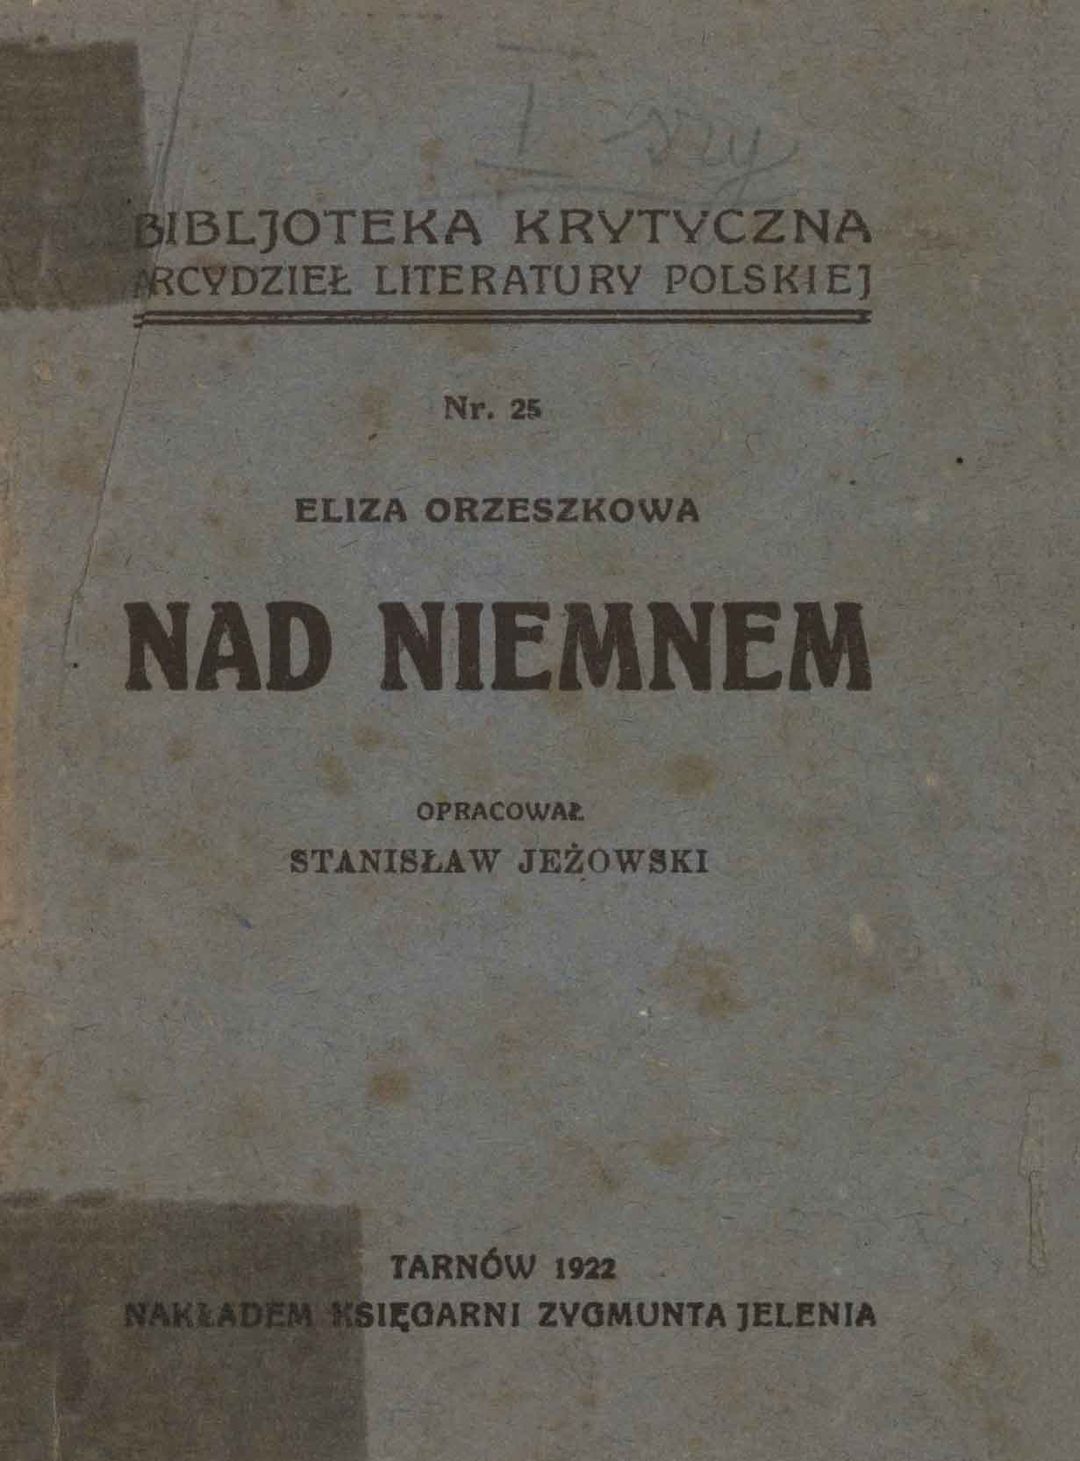 BIBLJOTEKA KRYTYCZNA
ARCYDZIEŁ LITERATURY POLSKIEJ
Nr. 25
ELIZA ORZESZKOWA
NAD NIEMNEM
OPRACOWAŁ
STANISŁAW JEŻOWSKI
TARNÓW 1922
NAKŁADEM KSIĘGARNI ZYGMUNTA JELENIA